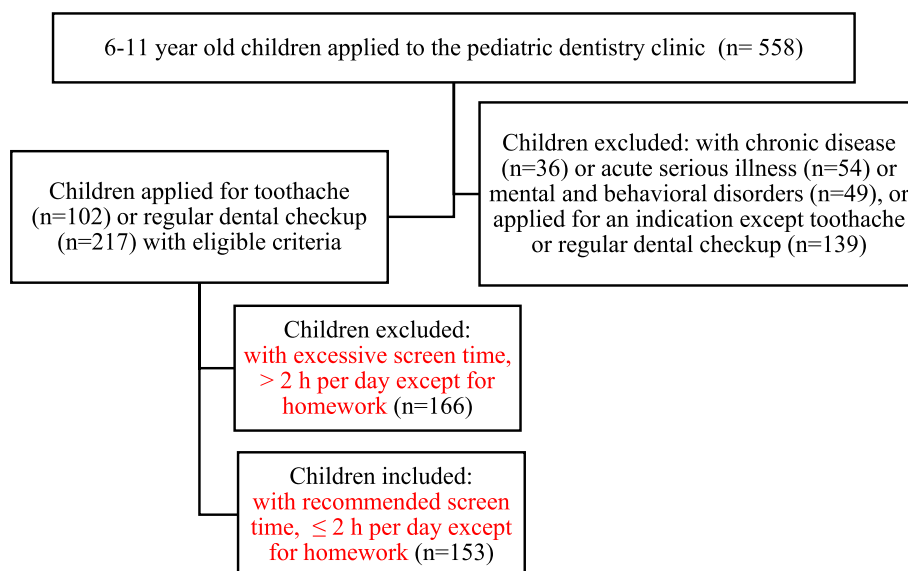 6-11 year old children applied to the pediatric dentistry clinic (n= 558)
Children excluded: with chronic disease
(n=36) or acute serious illness (n=54) or
mental and behavioral disorders (n=49), or
applied for an indication except toothache
or regular dental checkup (n=139)
Children applied for toothache
(n=102) or regular dental checkup
(n=217) with eligible criteria
Children excluded:
with excessive screen time,
> 2 h per day except for
homework (n=166)
Children included:
with recommended screen
time, ≤ 2 h per day except
for homework (n=153)